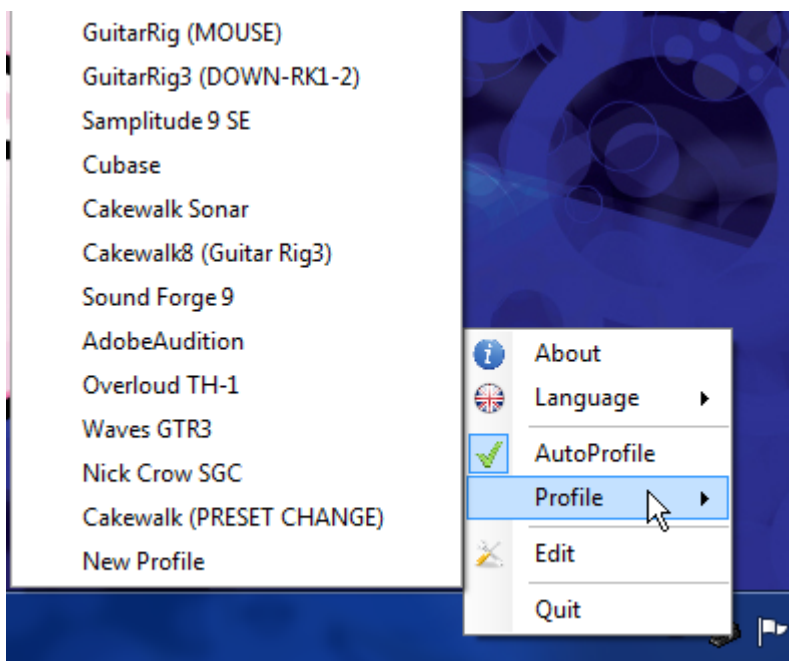 GuitarRig (MOUSE)
GuitarRig3 (DOWN-RK1-2)
Samplitude 9 SE
Cubase
Cakewalk Sonar
Cakewalk8 (Guitar Rig3)
Sound Forge 9
AdobeAudition
Overloud TH-1
Waves GTR3
Nick Crow SGC
Cakewalk (PRESET CHANGE)
New Profile
About
Language
AutoProfile
Profile
Edit
Quit